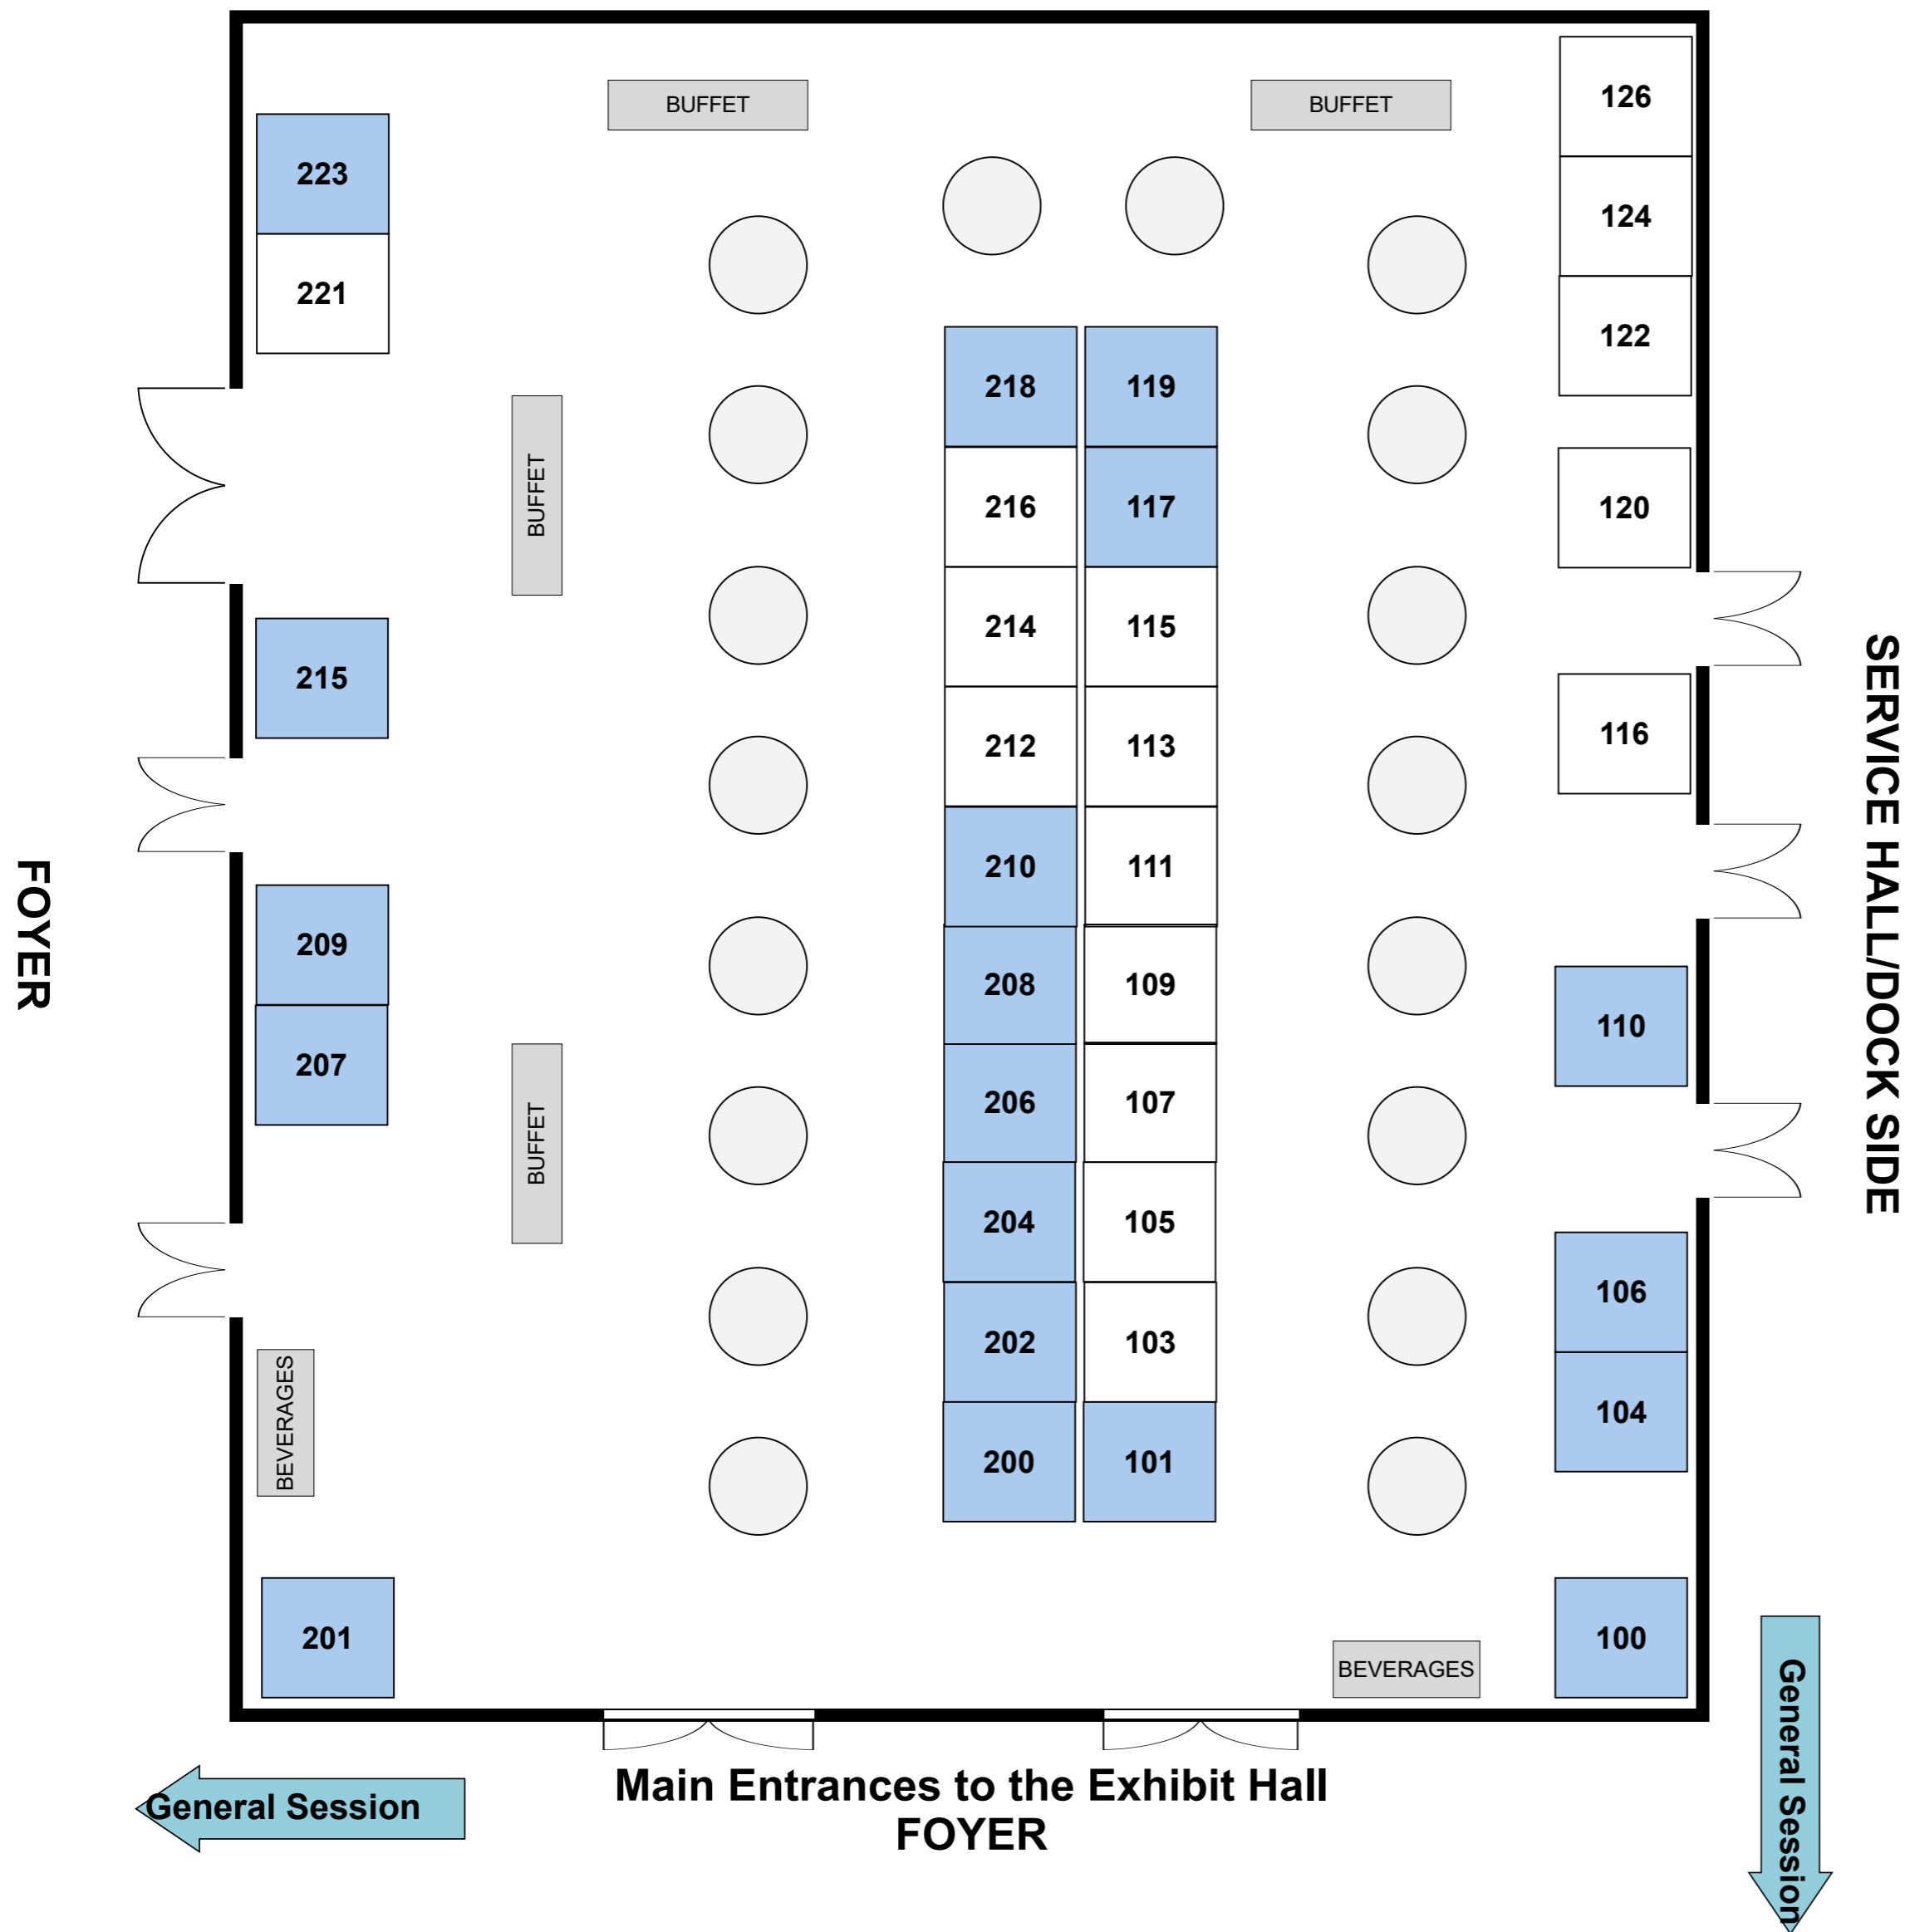 BUFFET
BUFFET
126
223
124
221
122
218
119
BUFFET
216
117
120
214
115
215
212
113
116
SERVICE HALL/DOCK SIDE
210
111
FOYER
209
208
109
110
207
206
107
BUFFET
204
105
106
202
103
104
BEVERAGES
200
101
201
100
BEVERAGES
General Session
Main Entrances to the Exhibit Hall
FOYER
General Session